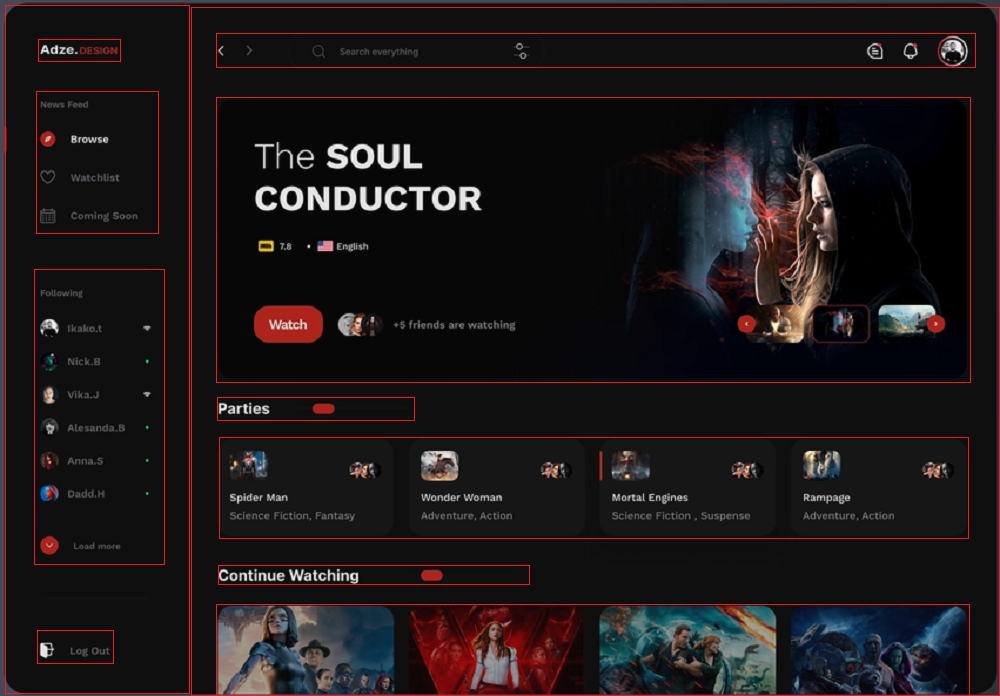 Adze.DESIGN
News Feed
Browse
Watchlist
Coming Soon
Following
Ikako.t
Nick.B
Vika.J
Alesanda.B
Anna.S
Dadd.H
Load more
Log Out
Search everything
The SOUL
CONDUCTOR
7.8 • English
Watch +5 friends are watching
Parties
Spider Man
Science Fiction, Fantasy
Wonder Woman
Adventure, Action
Mortal Engines
Science Fiction , Suspense
Rampage
Adventure, Action
Continue Watching